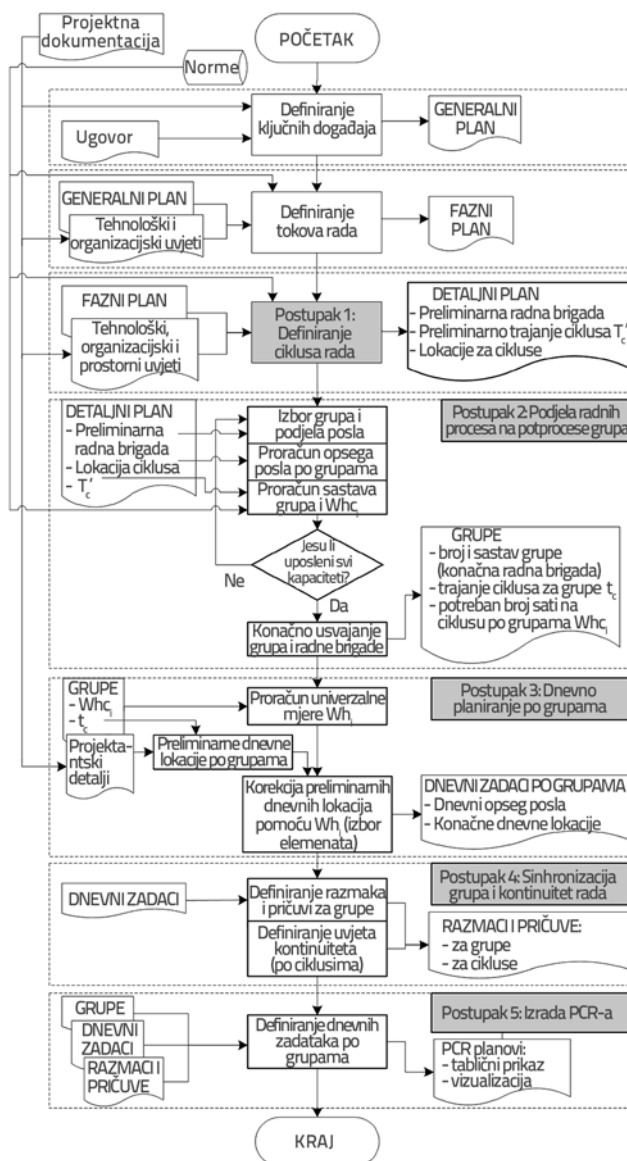 Projektna
dokumentacija
POČETAK
Norme
Definiranje
ključnih događaja
GENERALNI
PLAN
Ugovor
GENERALNI PLAN
Tehnološki i
organizacijski uvjeti
Definiranje
tokova rada
FAZNI
PLAN
FAZNI PLAN
Tehnološki,
organizacijski i
prostorni uvjeti
Postupak 1:
Definiranje
ciklusa rada
DETALJNI PLAN
- Preliminarna radna brigada
- Preliminarno trajanje ciklusa Tc′
- Lokacije za cikluse
DETALJNI PLAN
- Preliminarna
radna brigada
- Lokacija ciklusa
- Tc′
Izbor grupa i
podjela posla
Proračun opsega
posla po grupama
Proračun sastava
grupa i Whci
Postupak 2: Podjela radnih
procesa na potprocese grupa
Jesu li
uposleni svi
kapaciteti?
Ne
Da
Konačno usvajanje
grupa i radne brigade
GRUPE
- broj i sastav grupe
(konačna radna brigada)
- trajanje ciklusa za grupe tc
- potreban broj sati na
ciklusu po grupama Whci
GRUPE
- Whci
- tc
Projekta-
ntski
detalji
Proračun univerzalne
mjere Whi
Postupak 3: Dnevno
planiranje po grupama
Preliminarne dnevne
lokacije po grupama
Korekcija preliminarnih
dnevnih lokacija
pomoću Whi (izbor
elemenata)
DNEVNI ZADACI PO GRUPAMA
- Dnevni opseg posla
- Konačne dnevne lokacije
DNEVNI ZADACI
Definiranje razmaka
i pričuvi za grupe
Definiranje uvjeta
kontinuiteta
(po ciklusima)
Postupak 4: Sinhronizacija
grupa i kontinuitet rada
RAZMACI I PRIČUVE:
- za grupe
- za cikluse
GRUPE
DNEVNI
ZADACI
RAZMACI I
PRIČUVE
Definiranje dnevnih
zadataka po
grupama
Postupak 5: Izrada PCR-a
PCR planovi:
- tablični prikaz
- vizualizacija
KRAJ